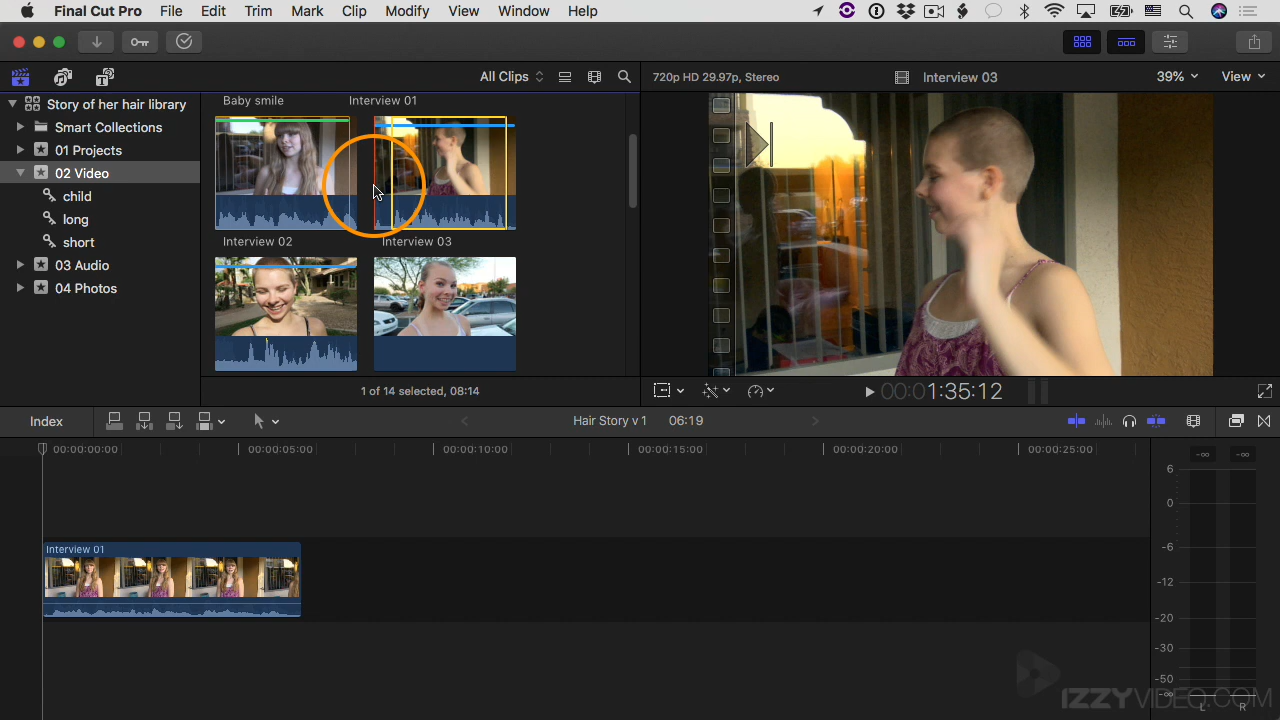 Final Cut Pro File Edit Trim Mark Clip Modify View Window Help
All Clips
720p HD 29.97p, Stereo
Interview 03
39%
View
Story of her hair library
Smart Collections
01 Projects
02 Video
child
long
short
03 Audio
04 Photos
Baby smile
Interview 01
Interview 02
Interview 03
1 of 14 selected, 08:14
00:01:35:12
Index
Hair Story v 1
06:19
00:00:00:00
00:00:05:00
00:00:10:00
00:00:15:00
00:00:20:00
00:00:25:00
Interview 01
-∞ -∞
6
0
-6
-12
-20
-30
-50
-∞
L R
IZZYVIDEO.COM